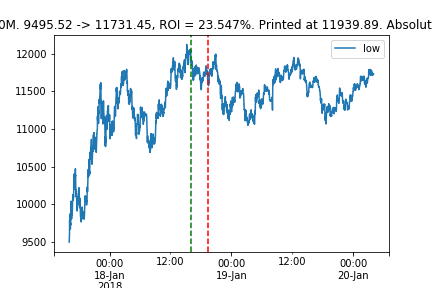 0M. 9495.52 -> 11731.45, ROI = 23.547%. Printed at 11939.89. Absolut
low
12000
11500
11000
10500
10000
9500
00:00 12:00 00:00 12:00 00:00
18-Jan 19-Jan 20-Jan
2018